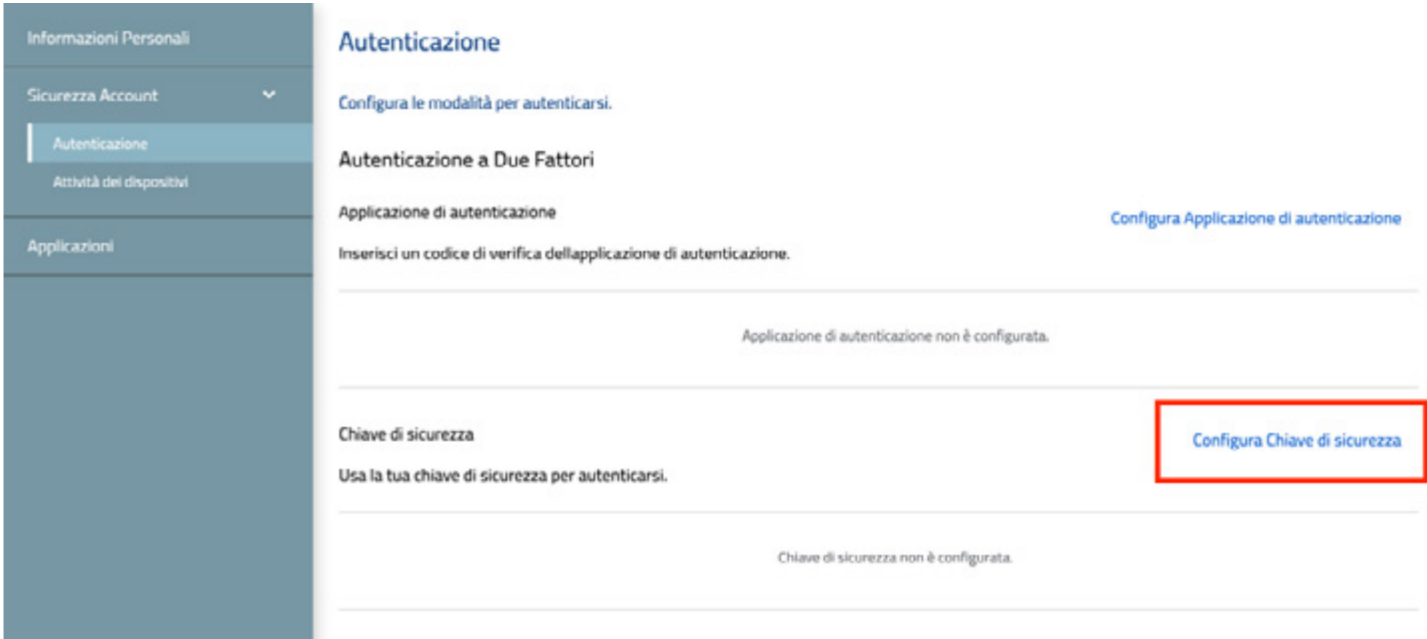 Informazioni Personali
Sicurezza Account
Autenticazione
Attività dei dispositivi
Applicazioni
Autenticazione
Configura le modalità per autenticarsi.
Autenticazione a Due Fattori
Applicazione di autenticazione
Configura Applicazione di autenticazione
Inserisci un codice di verifica dellapplicazione di autenticazione.
Applicazione di autenticazione non è configurata.
Chiave di sicurezza
Configura Chiave di sicurezza
Usa la tua chiave di sicurezza per autenticarsi.
Chiave di sicurezza non è configurata.